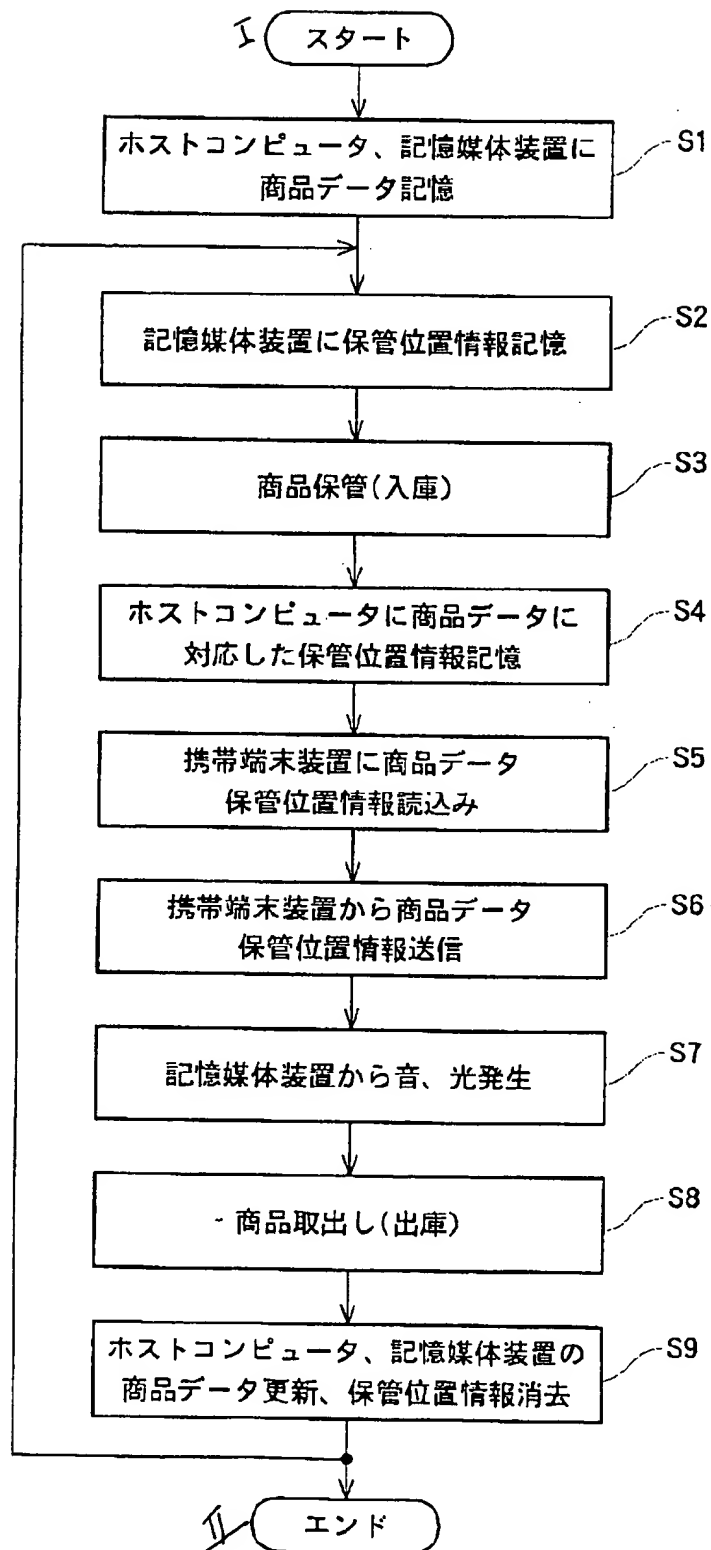 I
スタート
ホストコンピュータ、記憶媒体装置に
商品データ記憶
S1
記憶媒体装置に保管位置情報記憶
S2
商品保管(入庫)
S3
ホストコンピュータに商品データに
対応した保管位置情報記憶
S4
携帯端末装置に商品データ
保管位置情報読込み
S5
携帯端末装置から商品データ
保管位置情報送信
S6
記憶媒体装置から音、光発生
S7
商品取出し(出庫)
S8
ホストコンピュータ、記憶媒体装置の
商品データ更新、保管位置情報消去
S9
II
エンド